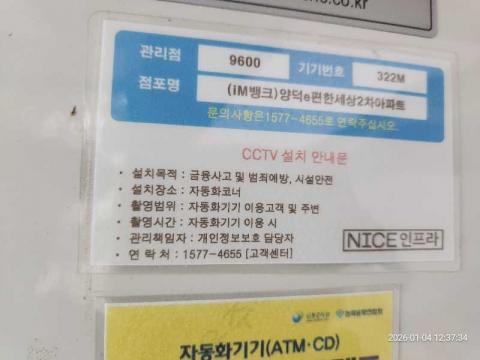 co.kr
관리점 9600 기기번호 322M
점포명 (iM뱅크)양덕e편한세상2차아파트
문의사항은1577-4655로 연락주십시오.
CCTV 설치 안내문
· 설치목적 : 금융사고 및 범죄예방, 시설안전
· 설치장소 : 자동화코너
· 촬영범위 : 자동화기기 이용고객 및 주변
· 촬영시간 : 자동화기기 이용 시
· 관리책임자 : 개인정보보호 담당자
· 연 락 처 : 1577-4655 [고객센터]
NICE인프라
자동화기기(ATM·CD)
2026-01-04 12:37:34